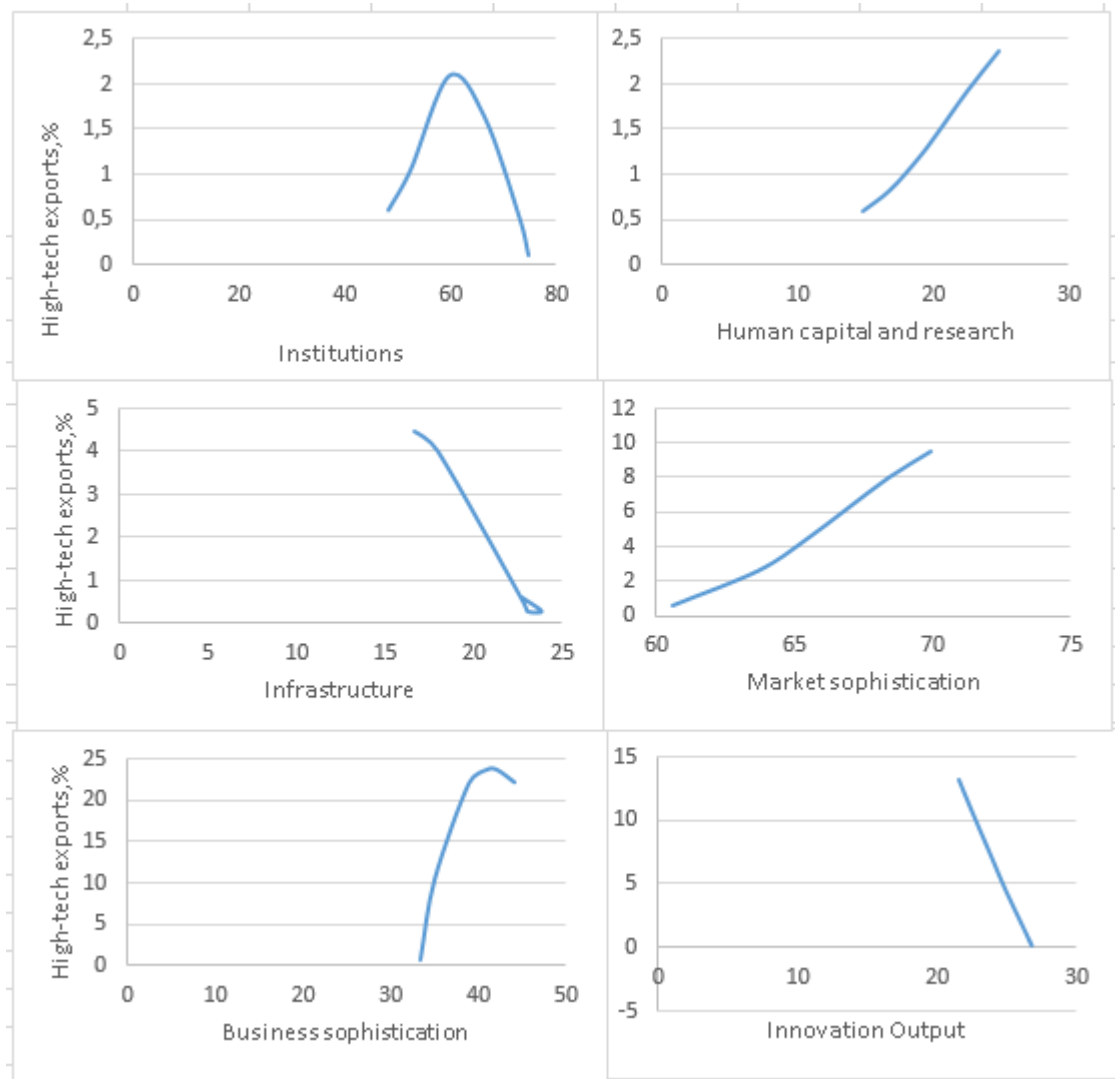 High-tech exports,%
2,5
2
1,5
1
0,5
0
0 20 40 60 80
Institutions
2,5
2
1,5
1
0,5
0
0 10 20 30
Human capital and research
High-tech exports,%
5
4
3
2
1
0
0 5 10 15 20 25
Infrastructure
12
10
8
6
4
2
0
60 65 70 75
Market sophistication
High-tech exports,%
25
20
15
10
5
0
0 10 20 30 40 50
Business sophistication
15
10
5
0
-5
0 10 20 30
Innovation Output